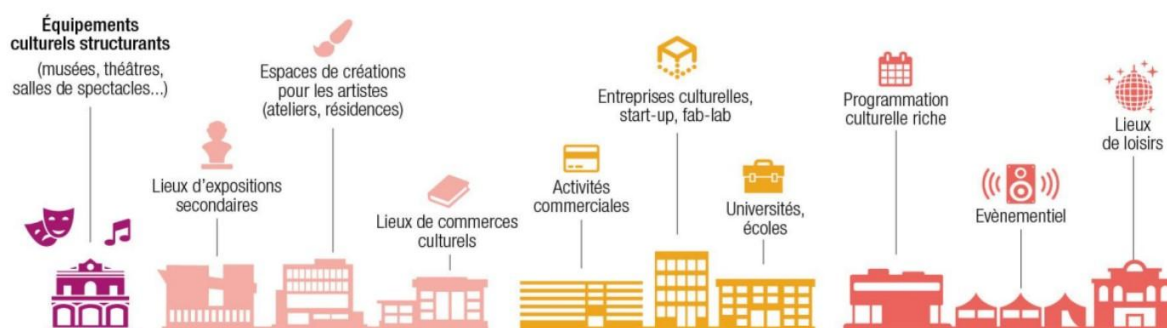 Équipements
culturels structurants
(musées, théâtres,
salles de spectacles...)
Lieux d'expositions
secondaires
Espaces de créations
pour les artistes
(ateliers, résidences)
Lieux de commerces
culturels
Activités
commerciales
Entreprises culturelles,
start-up, fab-lab
Universités,
écoles
Programmation
culturelle riche
Evènementiel
Lieux
de loisirs